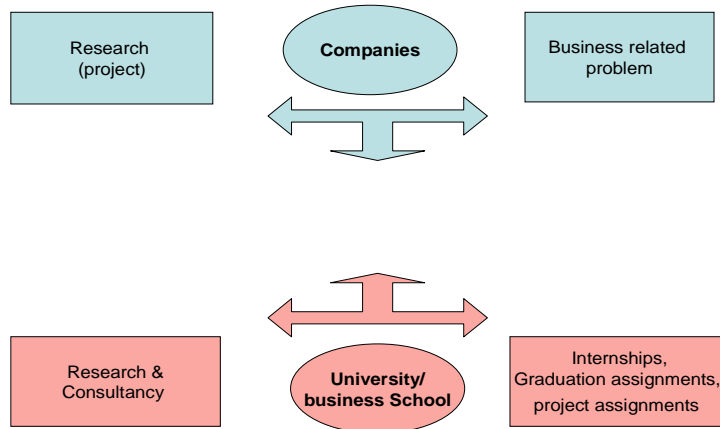 Research
(project)
Companies
Business related
problem
Research &
Consultancy
University/
business School
Internships,
Graduation assignments,
project assignments